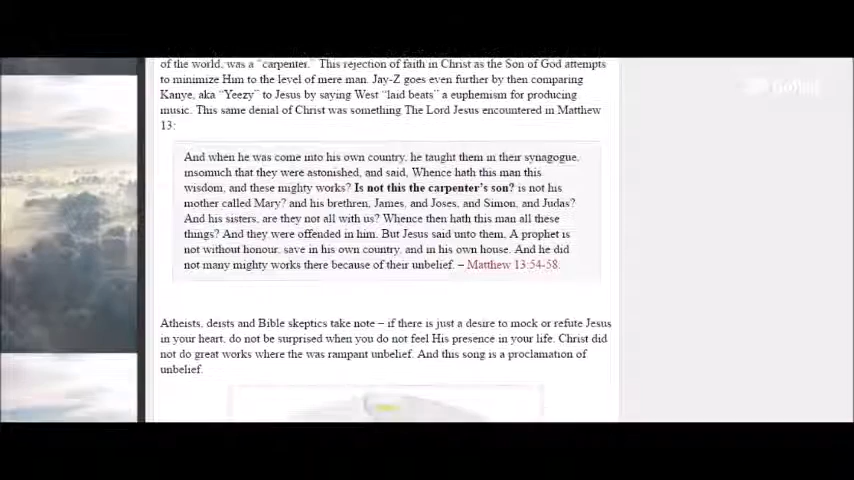 of the world, was a "carpenter." This rejection of faith in Christ as the Son of God attempts
to minimize Him to the level of mere man. Jay-Z goes even further by then comparing
Kanye, aka "Yeezy" to Jesus by saying West "laid beats" a euphemism for producing
music. This same denial of Christ was something The Lord Jesus encountered in Matthew
13:
And when he was come into his own country, he taught them in their synagogue,
insomuch that they were astonished, and said, Whence hath this man this
wisdom, and these mighty works? Is not this the carpenter's son? is not his
mother called Mary? and his brethren, James, and Joses, and Simon, and Judas?
And his sisters, are they not all with us? Whence then hath this man all these
things? And they were offended in him. But Jesus said unto them, A prophet is
not without honour, save in his own country, and in his own house. And he did
not many mighty works there because of their unbelief. – Matthew 13:54-58.
Atheists, deists and Bible skeptics take note – if there is just a desire to mock or refute Jesus
in your heart, do not be surprised when you do not feel His presence in your life. Christ did
not do great works where the was rampant unbelief. And this song is a proclamation of
unbelief.